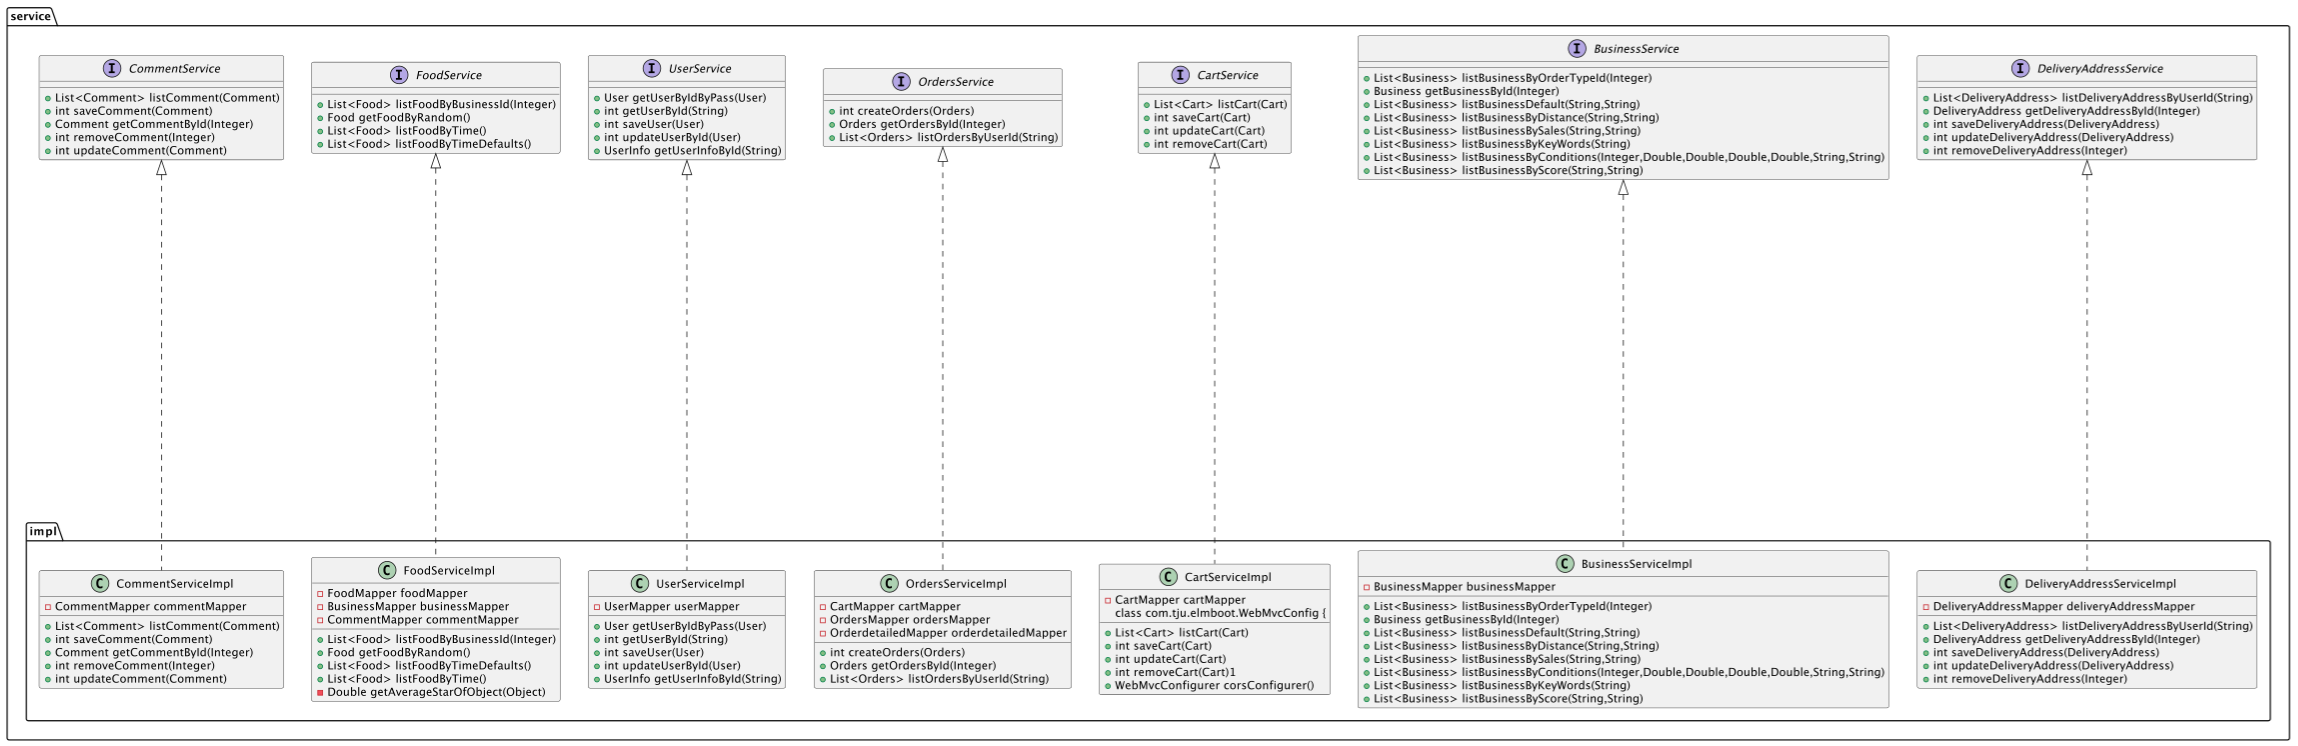 service
I CommentService
List<Comment> listComment(Comment)
int saveComment(Comment)
Comment getCommentById(Integer)
int removeComment(Integer)
int updateComment(Comment)
I FoodService
List<Food> listFoodByBusinessId(Integer)
Food getFoodByRandom()
List<Food> listFoodByTime()
List<Food> listFoodByTimeDefaults()
I UserService
User getUserByIdByPass(User)
int getUserById(String)
int saveUser(User)
int updateUserById(User)
UserInfo getUserInfoById(String)
I OrdersService
int createOrders(Orders)
Orders getOrdersById(Integer)
List<Orders> listOrdersByUserId(String)
I CartService
List<Cart> listCart(Cart)
int saveCart(Cart)
int updateCart(Cart)
int removeCart(Cart)
I BusinessService
List<Business> listBusinessByOrderTypeId(Integer)
Business getBusinessById(Integer)
List<Business> listBusinessDefault(String,String)
List<Business> listBusinessByDistance(String,String)
List<Business> listBusinessBySales(String,String)
List<Business> listBusinessByKeyWords(String)
List<Business> listBusinessByConditions(Integer,Double,Double,Double,Double,String,String)
List<Business> listBusinessByScore(String,String)
I DeliveryAddressService
List<DeliveryAddress> listDeliveryAddressByUserId(String)
DeliveryAddress getDeliveryAddressById(Integer)
int saveDeliveryAddress(DeliveryAddress)
int updateDeliveryAddress(DeliveryAddress)
int removeDeliveryAddress(Integer)
impl
C CommentServiceImpl
CommentMapper commentMapper
List<Comment> listComment(Comment)
int saveComment(Comment)
Comment getCommentById(Integer)
int removeComment(Integer)
int updateComment(Comment)
C FoodServiceImpl
FoodMapper foodMapper
BusinessMapper businessMapper
CommentMapper commentMapper
List<Food> listFoodByBusinessId(Integer)
Food getFoodByRandom()
List<Food> listFoodByTimeDefaults()
List<Food> listFoodByTime()
Double getAverageStarOfObject(Object)
C UserServiceImpl
UserMapper userMapper
User getUserByIdByPass(User)
int getUserById(String)
int saveUser(User)
int updateUserById(User)
UserInfo getUserInfoById(String)
C OrdersServiceImpl
CartMapper cartMapper
OrdersMapper ordersMapper
OrderdetailedMapper orderdetailedMapper
int createOrders(Orders)
Orders getOrdersById(Integer)
List<Orders> listOrdersByUserId(String)
C CartServiceImpl
CartMapper cartMapper
class com.tju.elmboot.WebMvcConfig {
List<Cart> listCart(Cart)
int saveCart(Cart)
int updateCart(Cart)
int removeCart(Cart)1
WebMvcConfigurer corsConfigurer()
C BusinessServiceImpl
BusinessMapper businessMapper
List<Business> listBusinessByOrderTypeId(Integer)
Business getBusinessById(Integer)
List<Business> listBusinessDefault(String,String)
List<Business> listBusinessByDistance(String,String)
List<Business> listBusinessBySales(String,String)
List<Business> listBusinessByConditions(Integer,Double,Double,Double,Double,String,String)
List<Business> listBusinessByKeyWords(String)
List<Business> listBusinessByScore(String,String)
C DeliveryAddressServiceImpl
DeliveryAddressMapper deliveryAddressMapper
List<DeliveryAddress> listDeliveryAddressByUserId(String)
DeliveryAddress getDeliveryAddressById(Integer)
int saveDeliveryAddress(DeliveryAddress)
int updateDeliveryAddress(DeliveryAddress)
int removeDeliveryAddress(Integer)